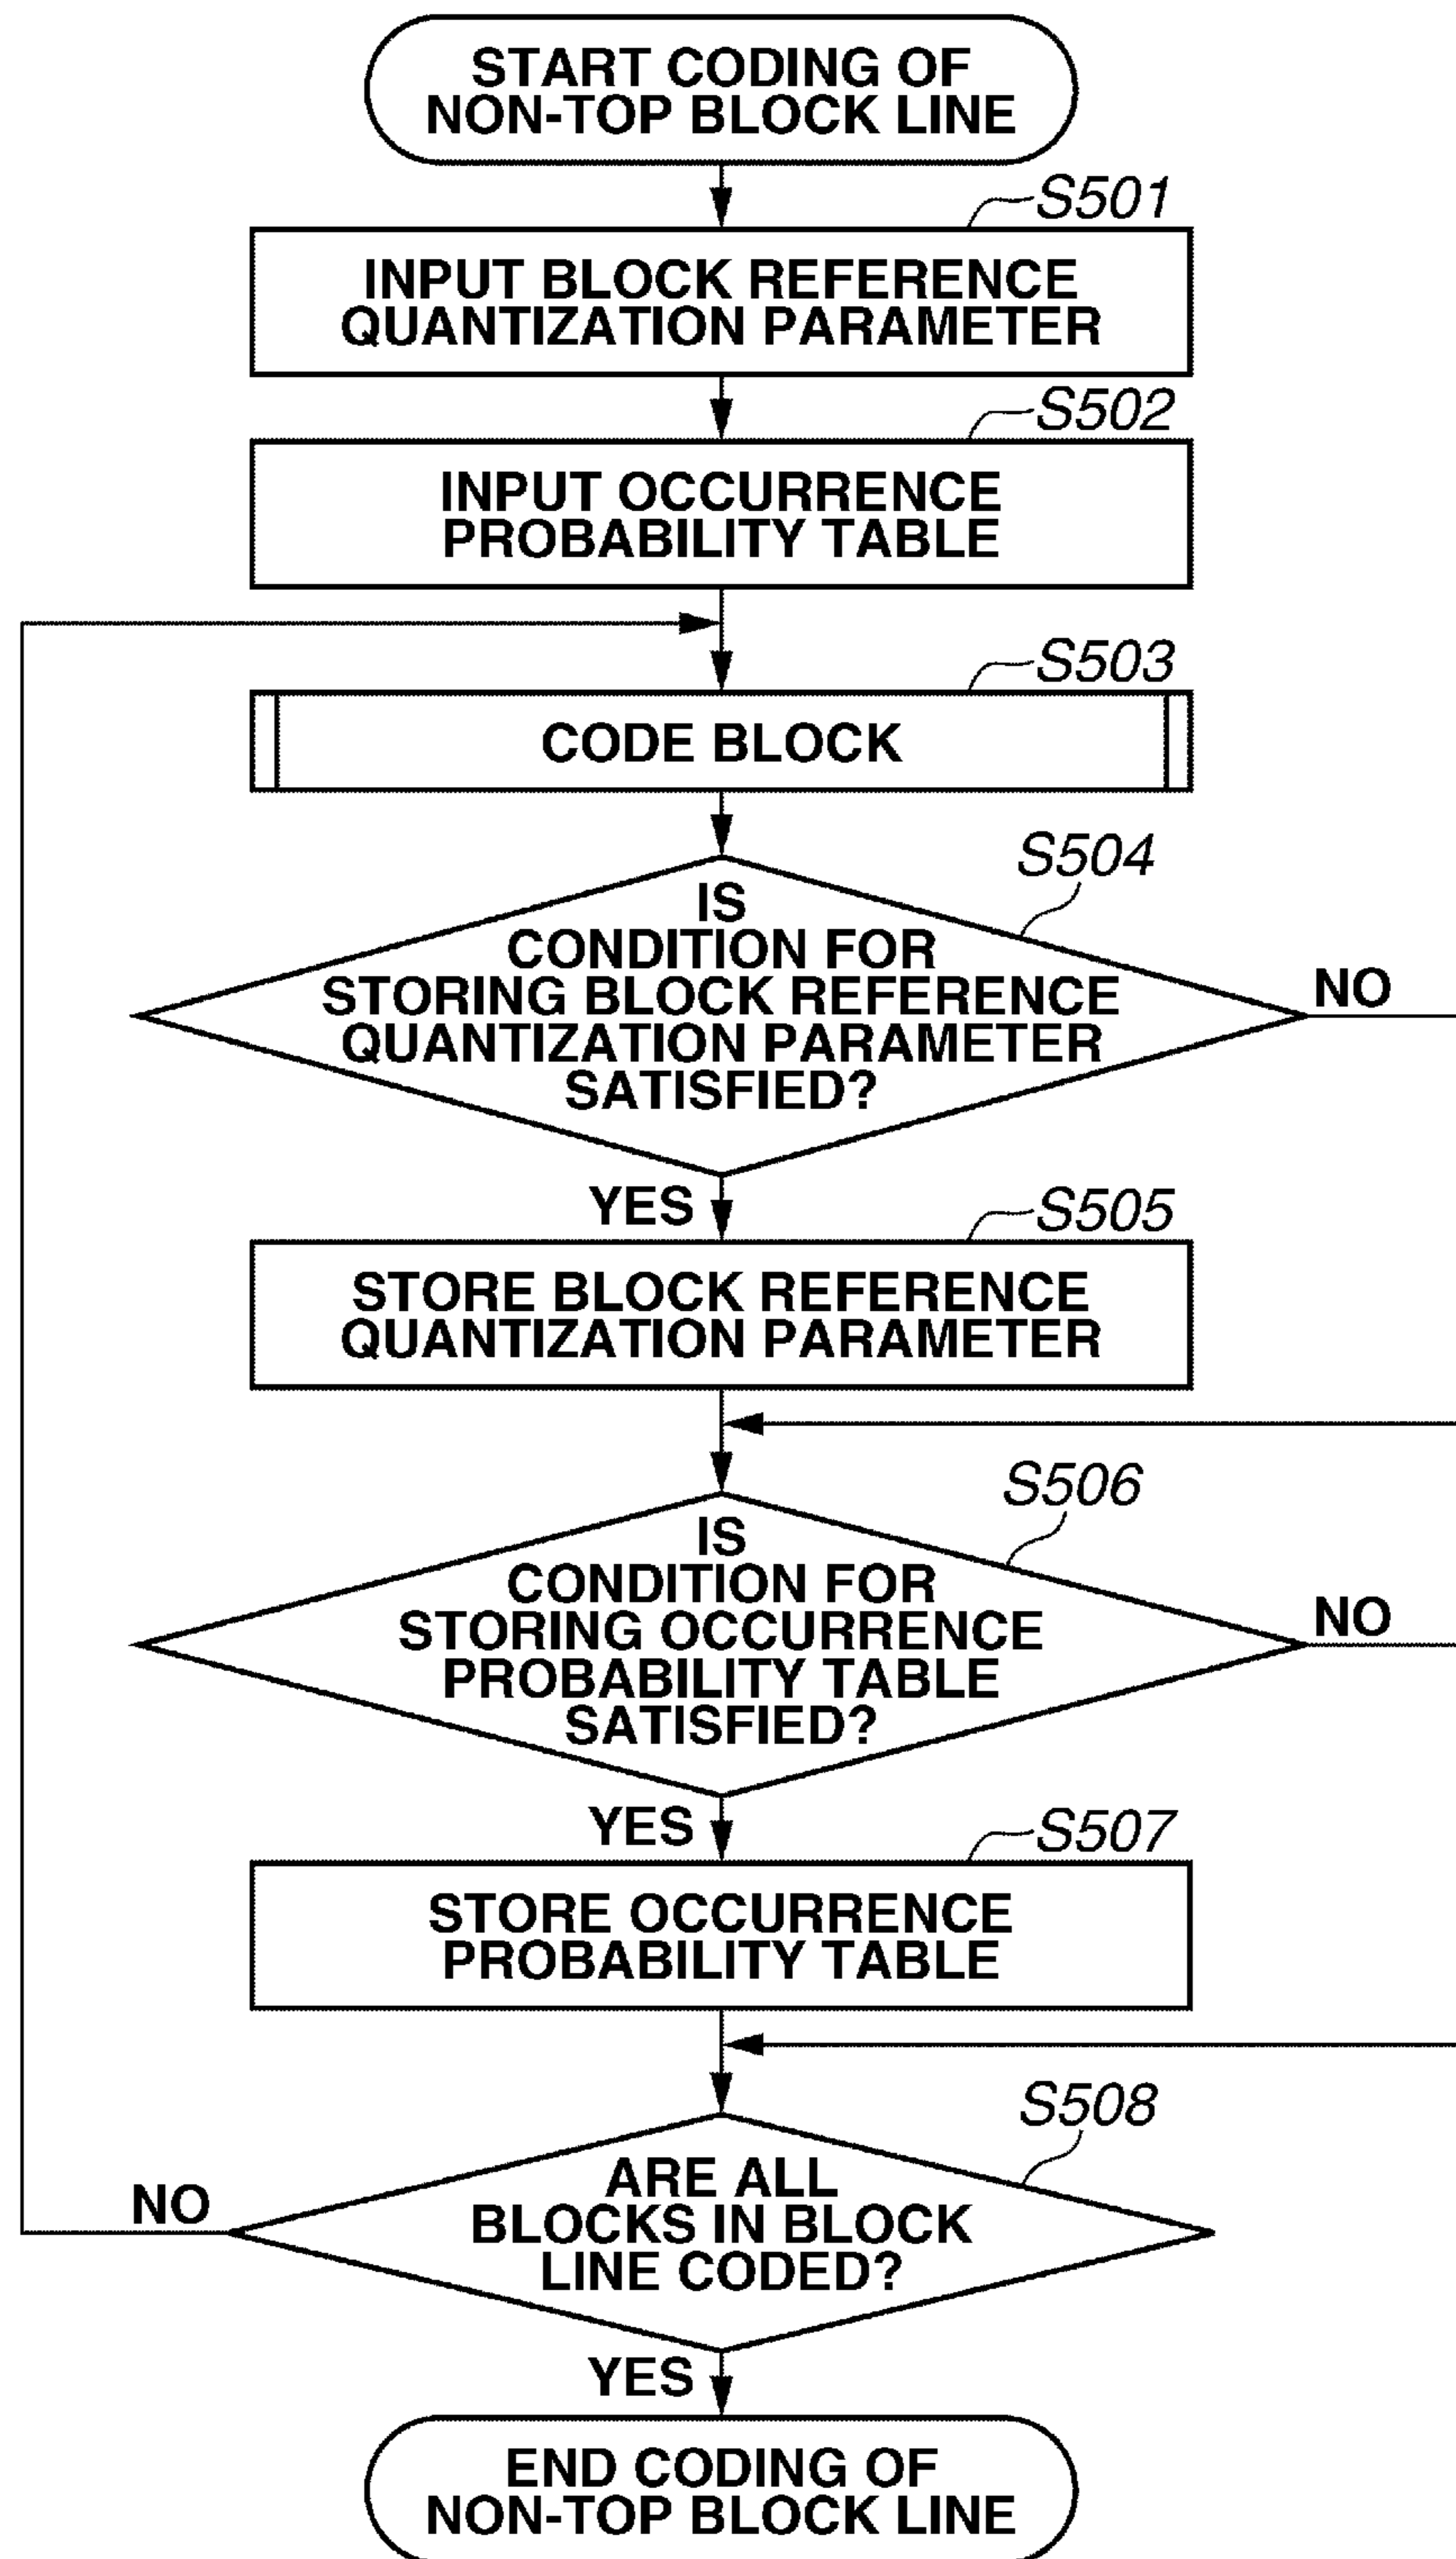 START CODING OF
NON-TOP BLOCK LINE
S501
INPUT BLOCK REFERENCE
QUANTIZATION PARAMETER
S502
INPUT OCCURRENCE
PROBABILITY TABLE
S503
CODE BLOCK
S504
IS
CONDITION FOR
STORING BLOCK REFERENCE
QUANTIZATION PARAMETER
SATISFIED?
NO
YES
S505
STORE BLOCK REFERENCE
QUANTIZATION PARAMETER
S506
IS
CONDITION FOR
STORING OCCURRENCE
PROBABILITY TABLE
SATISFIED?
NO
YES
S507
STORE OCCURRENCE
PROBABILITY TABLE
S508
ARE ALL
BLOCKS IN BLOCK
LINE CODED?
NO
YES
END CODING OF
NON-TOP BLOCK LINE